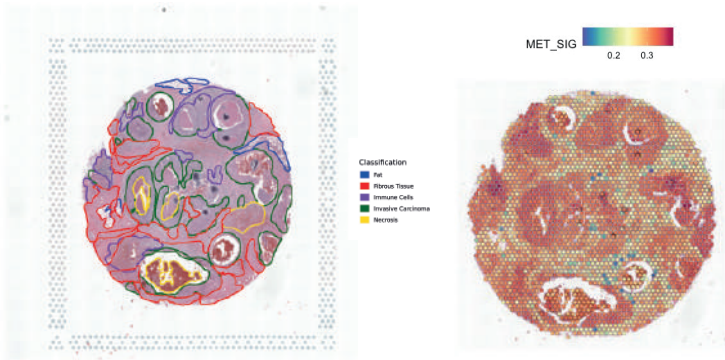 MET_SIG
0.2 0.3
Classification
Fat
Fibrous Tissue
Immune Cells
Invasive Carcinoma
Necrosis